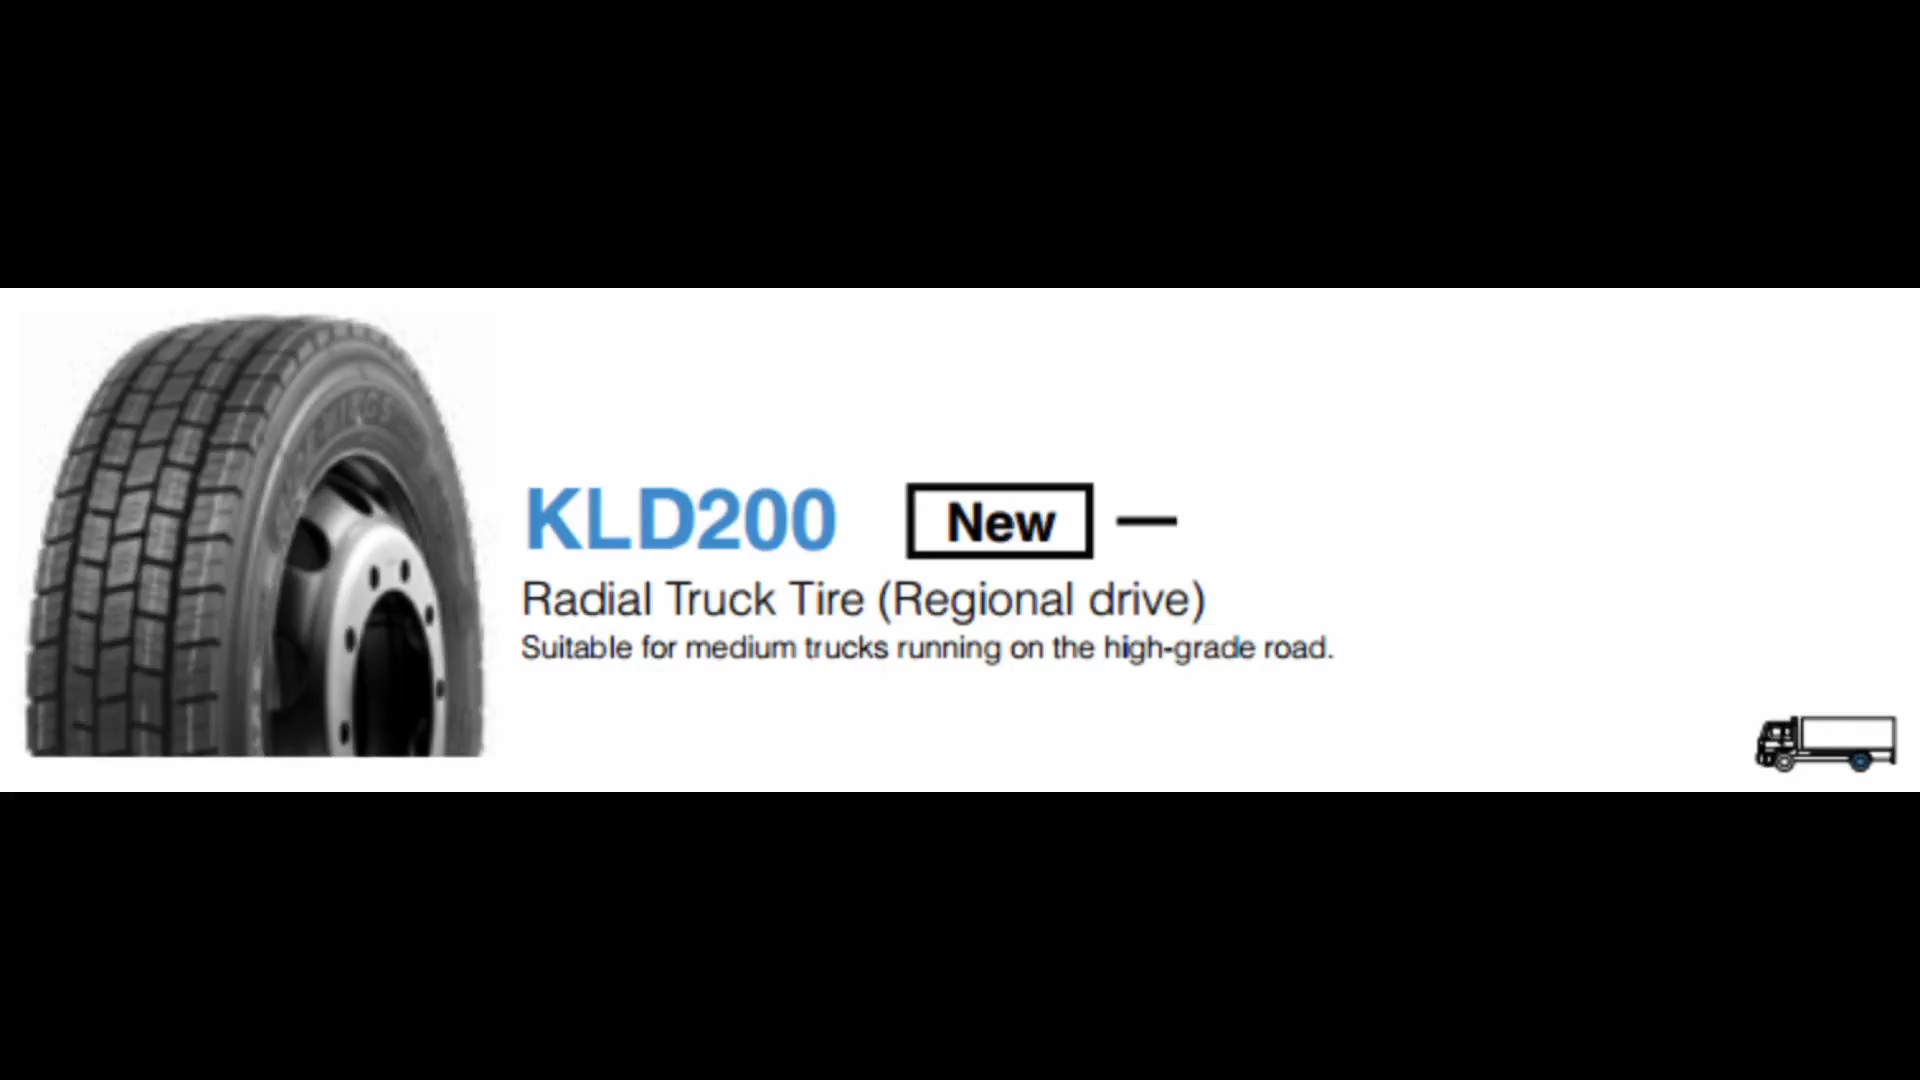 KLD200 New —
Radial Truck Tire (Regional drive)
Suitable for medium trucks running on the high-grade road.